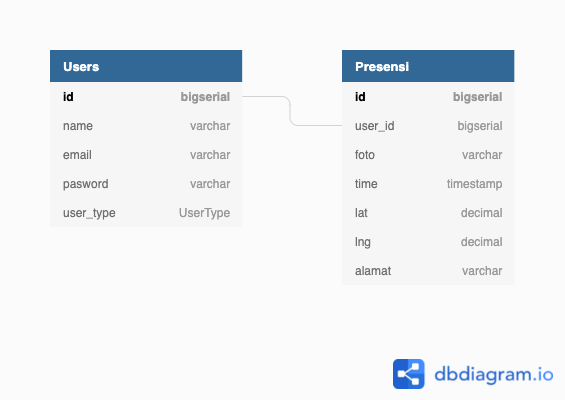 Users
id bigserial
name varchar
email varchar
pasword varchar
user_type UserType
Presensi
id bigserial
user_id bigserial
foto varchar
time timestamp
lat decimal
lng decimal
alamat varchar
dbdiagram.io